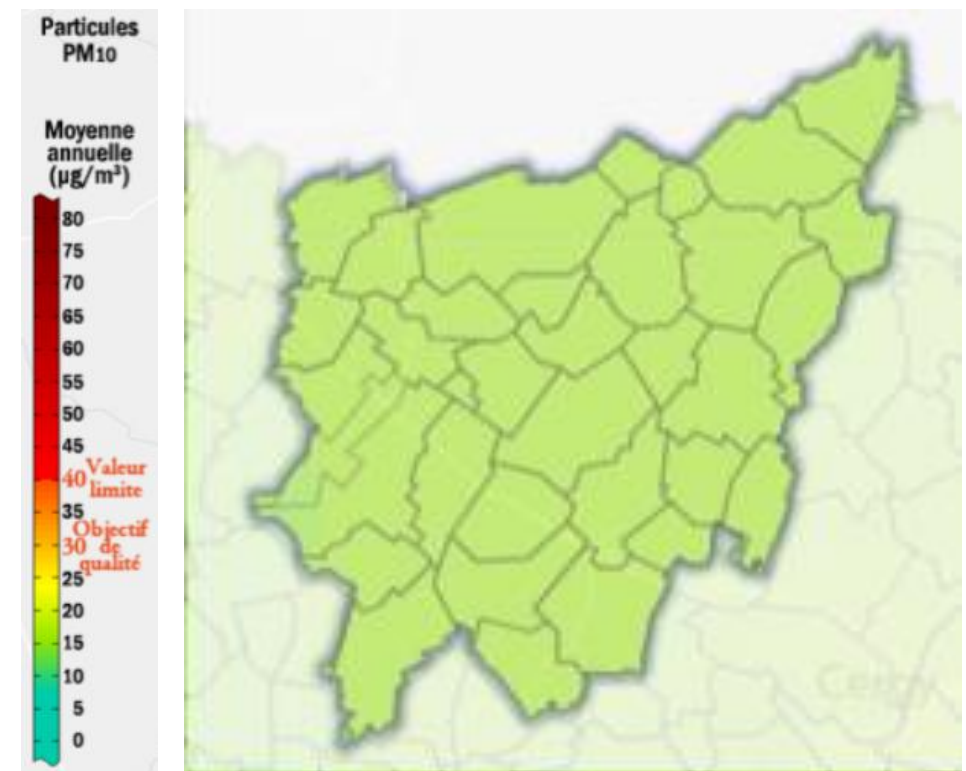 Particules
PM10
Moyenne
annuelle
(µg/m³)
80
75
70
65
60
55
50
45
40 Valeur
limite
35
Objectif
30 de
qualité
25
20
15
10
5
0
Cergy